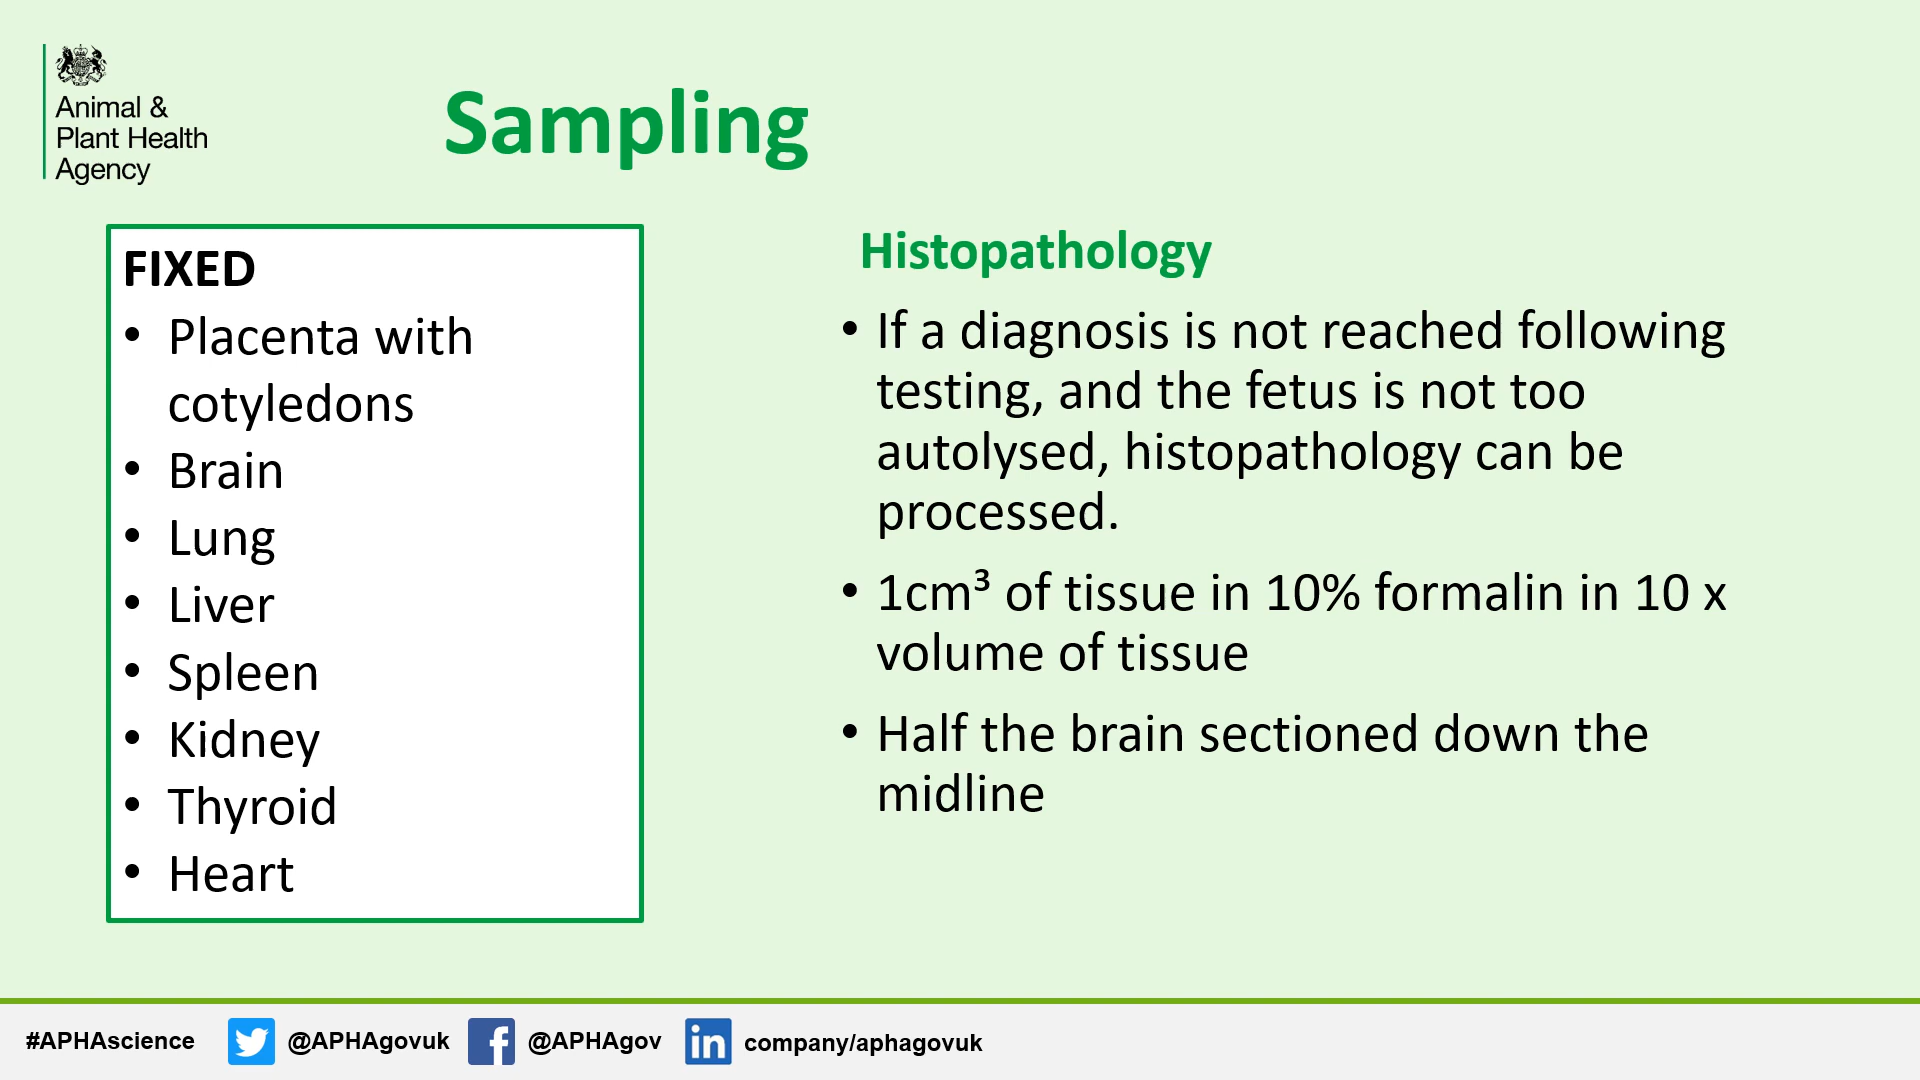 Animal &
Plant Health
Agency
Sampling
FIXED
• Placenta with
cotyledons
• Brain
• Lung
• Liver
• Spleen
• Kidney
• Thyroid
• Heart
Histopathology
• If a diagnosis is not reached following
testing, and the fetus is not too
autolysed, histopathology can be
processed.
• 1cm³ of tissue in 10% formalin in 10 x
volume of tissue
• Half the brain sectioned down the
midline
#APHAscience @APHAgovuk @APHAgov company/aphagovuk